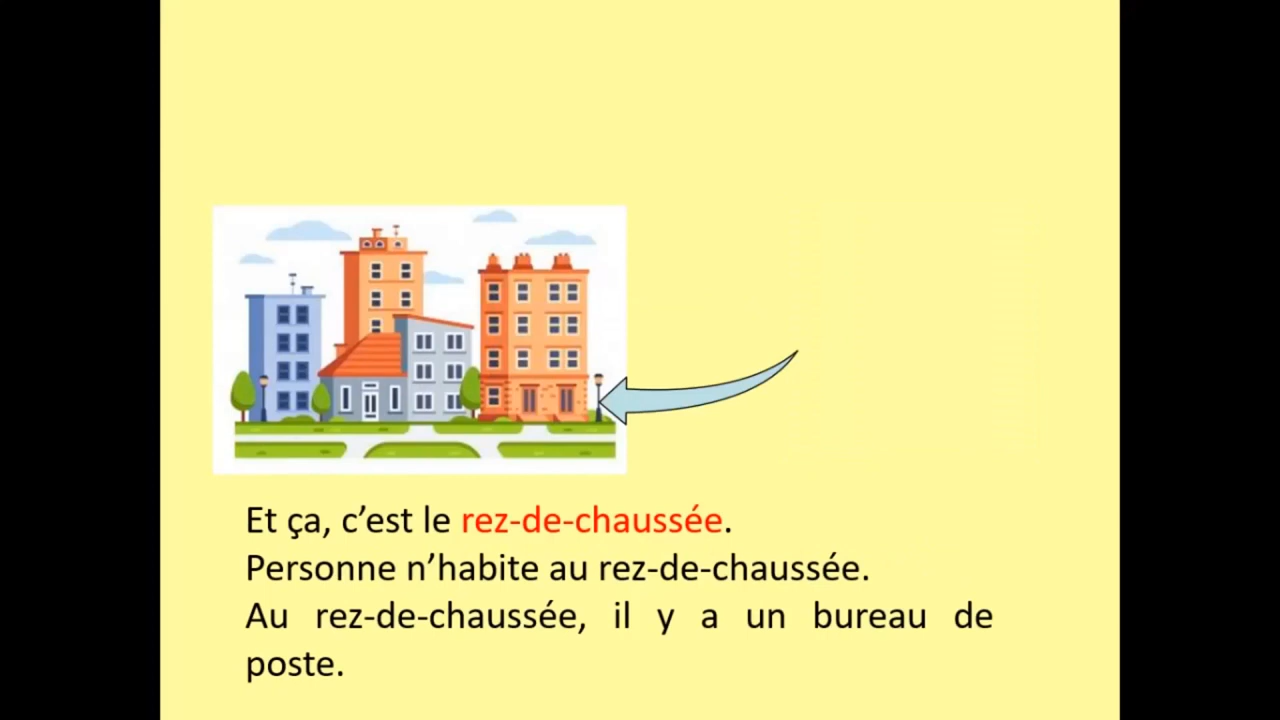 Et ça, c’est le rez-de-chaussée.
Personne n’habite au rez-de-chaussée.
Au rez-de-chaussée, il y a un bureau de
poste.